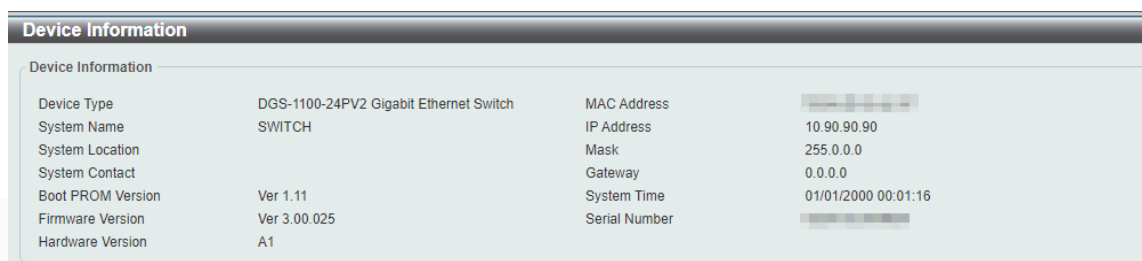 Device Information
Device Information
Device Type DGS-1100-24PV2 Gigabit Ethernet Switch MAC Address
System Name SWITCH IP Address 10.90.90.90
System Location Mask 255.0.0.0
System Contact Gateway 0.0.0.0
Boot PROM Version Ver 1.11 System Time 01/01/2000 00:01:16
Firmware Version Ver 3.00.025 Serial Number
Hardware Version A1